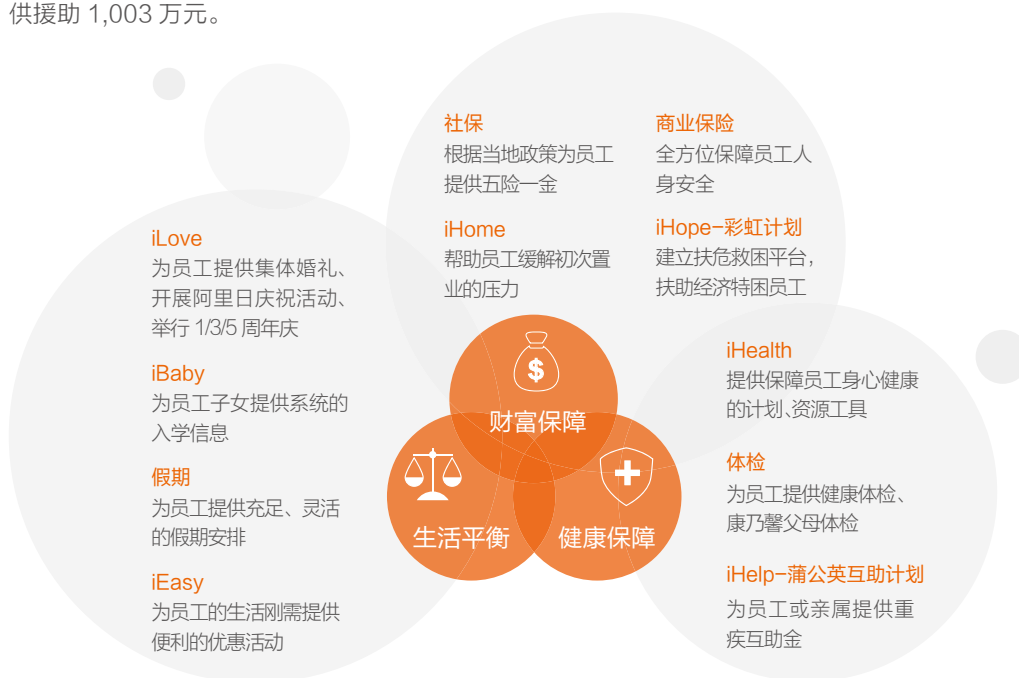 供援助 1,003 万元。
社保
根据当地政策为员工
提供五险一金
商业保险
全方位保障员工人
身安全
iHome
帮助员工缓解初次置
业的压力
iHope-彩虹计划
建立扶危救困平台，
扶助经济特困员工
iLove
为员工提供集体婚礼、
开展阿里日庆祝活动、
举行 1/3/5 周年庆
iBaby
为员工子女提供系统的
入学信息
假期
为员工提供充足、灵活
的假期安排
iEasy
为员工的生活刚需提供
便利的优惠活动
$
财富保障
生活平衡
健康保障
iHealth
提供保障员工身心健康
的计划、资源工具
体检
为员工提供健康体检、
康乃馨父母体检
iHelp-蒲公英互助计划
为员工或亲属提供重
疾互助金